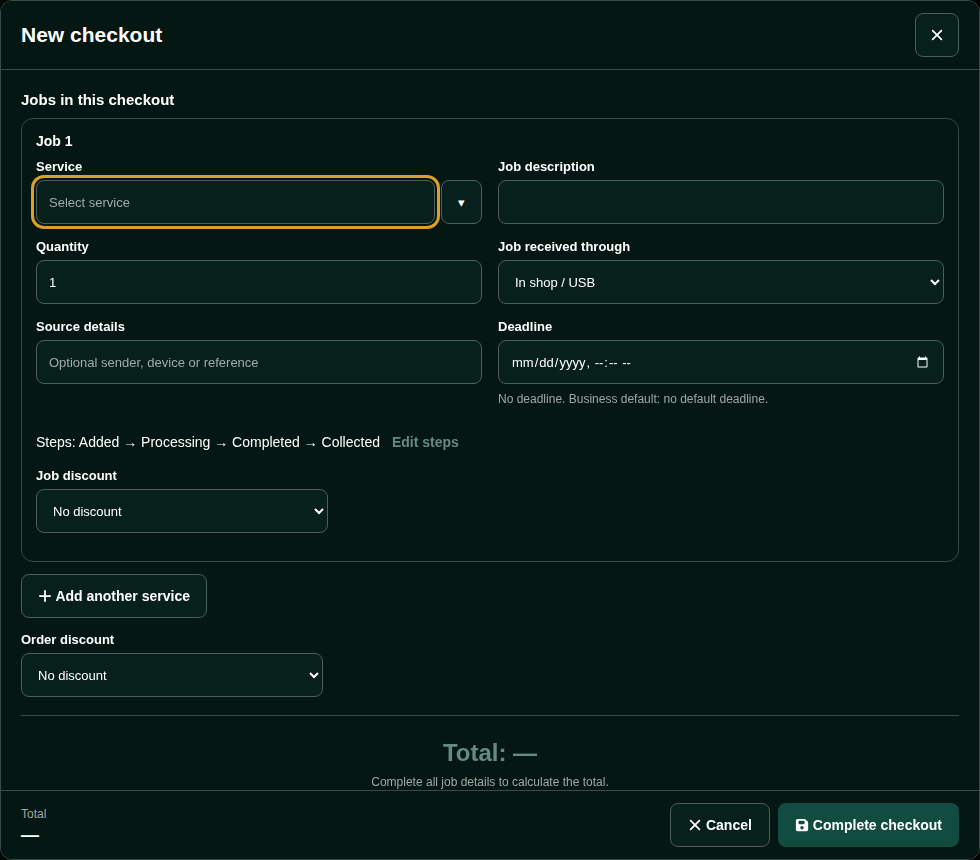 New checkout
Jobs in this checkout
Job 1
Service
Job description
Select service
▾
Quantity
Job received through
1
In shop / USB
Source details
Deadline
Optional sender, device or reference
mm/dd/yyyy, --:-- --
No deadline. Business default: no default deadline.
Steps: Added → Processing → Completed → Collected Edit steps
Job discount
No discount
Add another service
Order discount
No discount
Total: —
Complete all job details to calculate the total.
Total
—
Cancel
Complete checkout